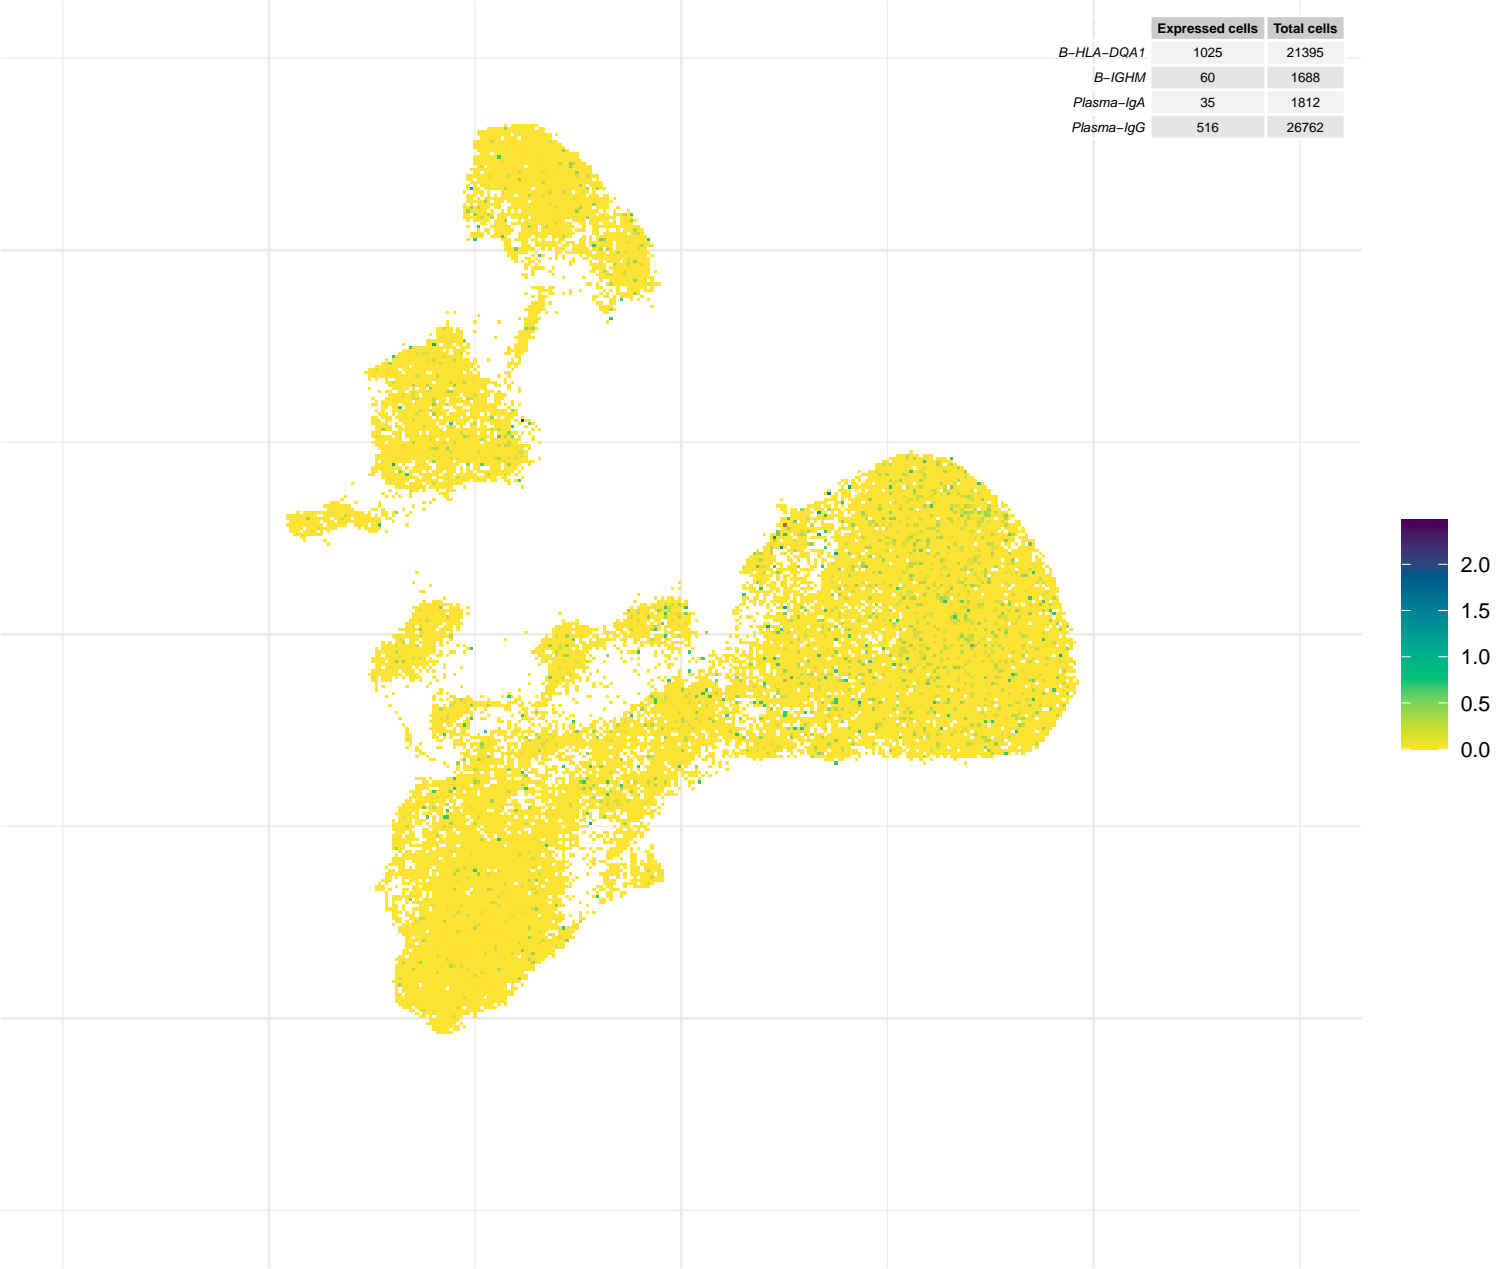 Expressed cells Total cells
B−HLA−DQA1 1025 21395
B−IGHM 60 1688
Plasma−IgA 35 1812
Plasma−IgG 516 26762
2.0
1.5
1.0
0.5
0.0